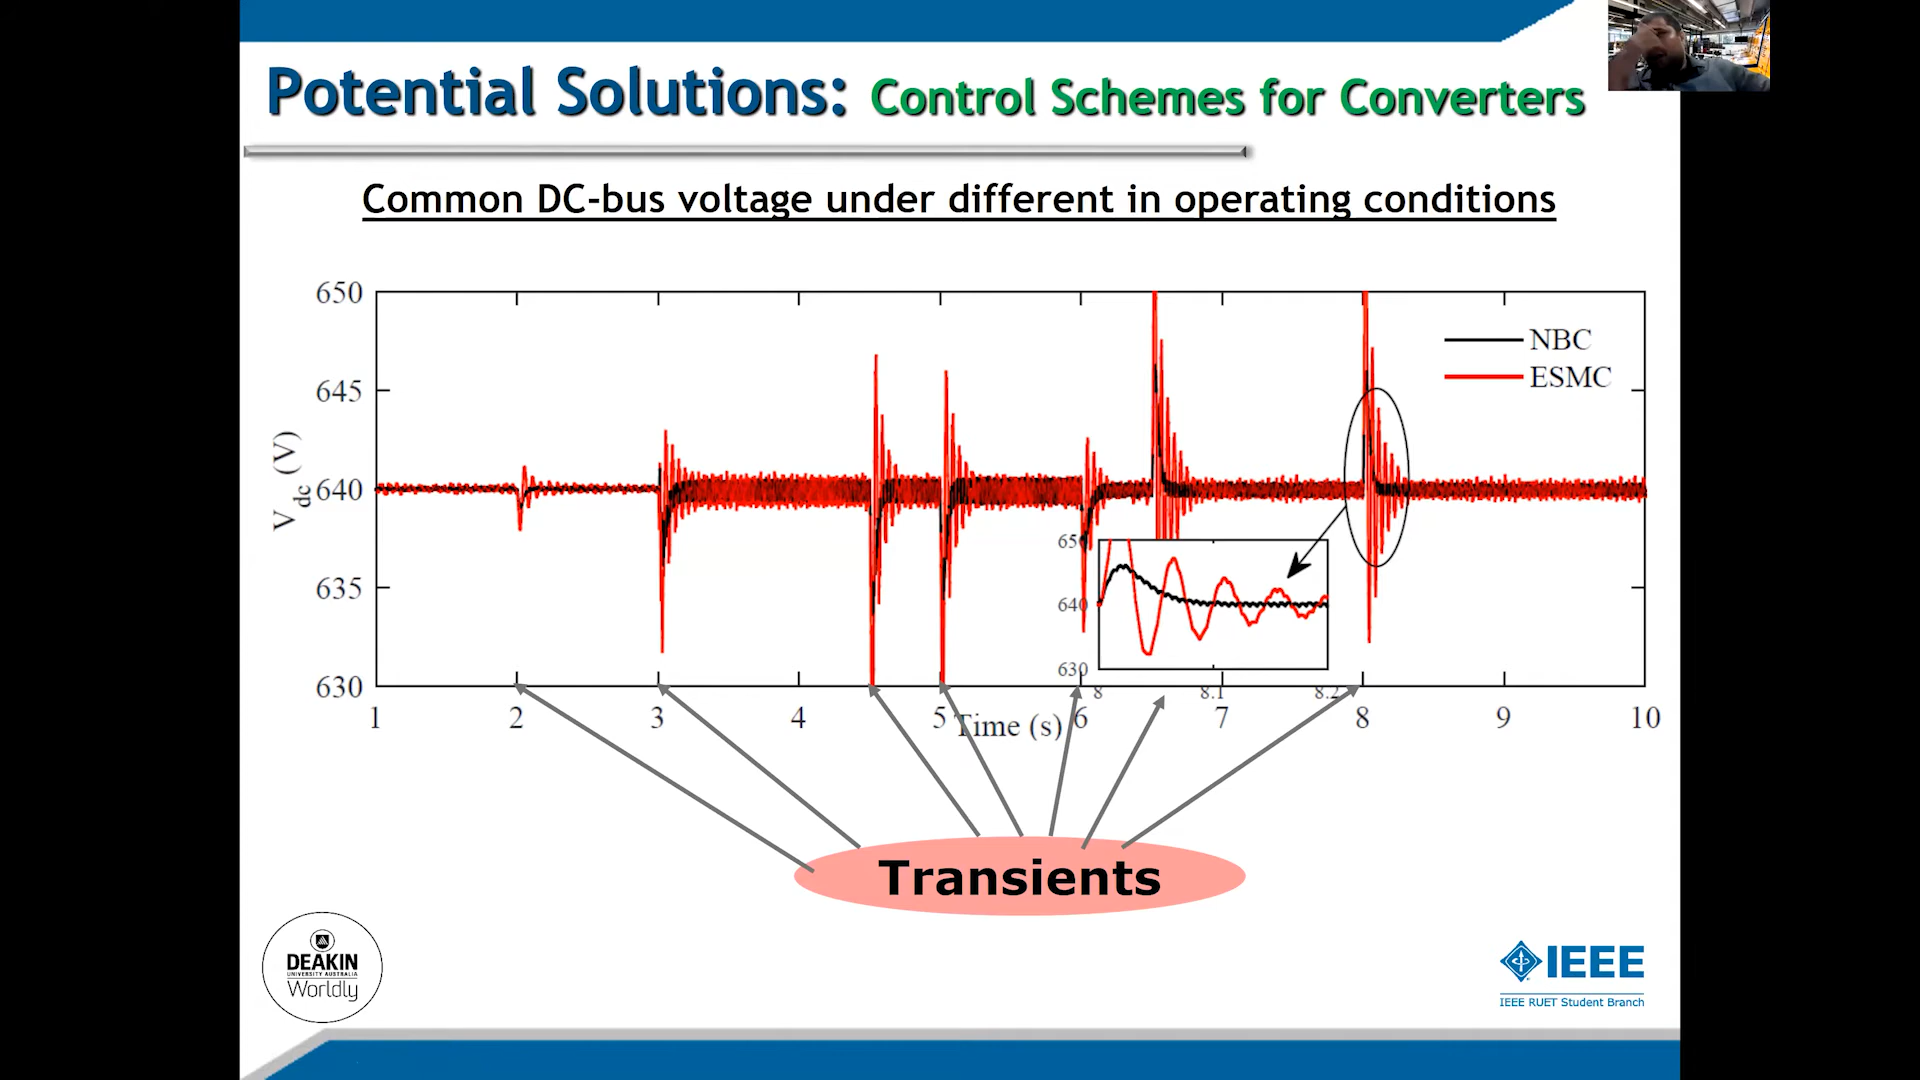 Potential Solutions: Control Schemes for Converters
Common DC-bus voltage under different in operating conditions
650
645
640
635
630
V_dc (V)
NBC
ESMC
650
640
630
8 8.1 8.2
1 2 3 4 5 6 7 8 9 10
Time (s)
Transients
DEAKIN
UNIVERSITY AUSTRALIA
Worldly
IEEE
IEEE RUET Student Branch